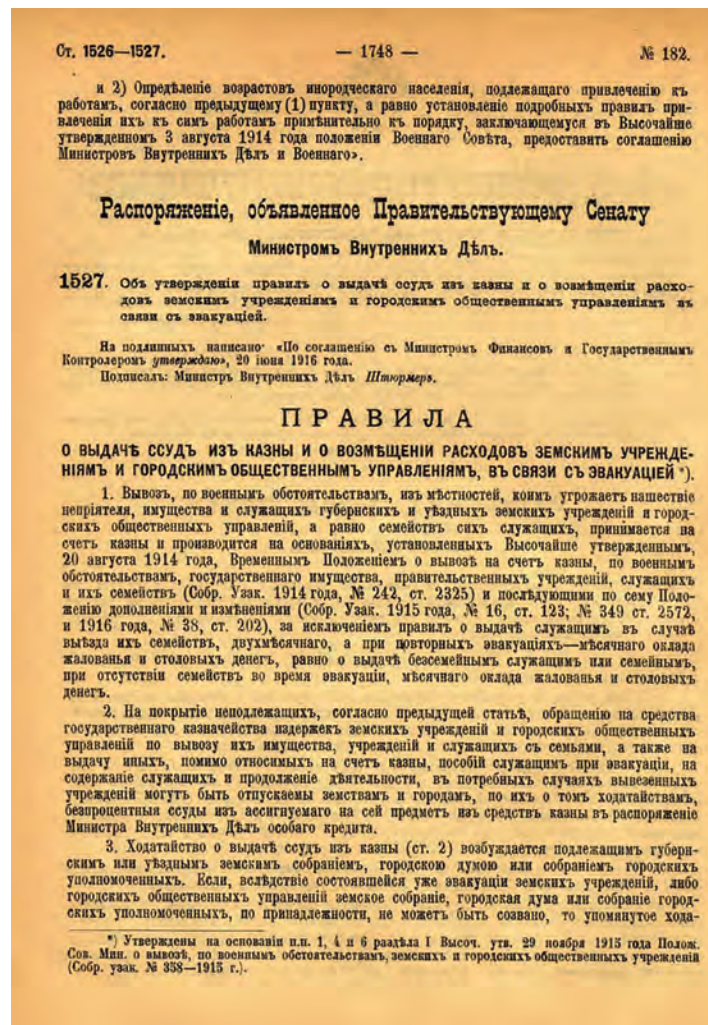 Ст. 1526—1527. — 1748 — № 182.
и 2) Опредѣленіе возрастовъ инородческаго населенія, подлежащаго привлеченію къ
работамъ, согласно предыдущему (1) пункту, а равно установленіе подробныхъ правилъ при-
влеченія ихъ къ симъ работамъ примѣнительно къ порядку, заключающемуся въ Высочайше
утвержденномъ 3 августа 1914 года положеніи Военнаго Совѣта, предоставить соглашенію
Министровъ Внутреннихъ Дѣлъ и Военнаго».
Распоряженіе, объявленное Правительствующему Сенату
Министромъ Внутреннихъ Дѣлъ.
1527. Объ утвержденіи правилъ о выдачѣ ссудъ изъ казны и о возмѣщеніи расхо-
довъ земскимъ учрежденіямъ и городскимъ общественнымъ управленіямъ въ
связи съ эвакуаціей.
На подлинныхъ написано· «По соглашенію съ Министромъ Финансовъ и Государственнымъ
Контролеромъ утверждаю», 20 іюня 1916 года.
Подписалъ: Министръ Внутреннихъ Дѣлъ Штюрмеръ.
ПРАВИЛА
О ВЫДАЧѢ ССУДЪ ИЗЪ КАЗНЫ И О ВОЗМѢЩЕНІИ РАСХОДОВЪ ЗЕМСКИМЪ УЧРЕЖДЕ-
НІЯМЪ И ГОРОДСКИМЪ ОБЩЕСТВЕННЫМЪ УПРАВЛЕНІЯМЪ, ВЪ СВЯЗИ СЪ ЭВАКУАЦІЕЙ *).
1. Вывозъ, по военнымъ обстоятельствамъ, изъ мѣстностей, коимъ угрожаетъ нашествіе
непріятеля, имущества и служащихъ губернскихъ и уѣздныхъ земскихъ учрежденій и город-
скихъ общественныхъ управленій, а равно семействъ сихъ служащихъ, принимается на
счетъ казны и производится на основаніяхъ, установленныхъ Высочайше утвержденнымъ,
20 августа 1914 года, Временнымъ Положеніемъ о вывозѣ на счетъ казны, по военнымъ
обстоятельствамъ, государственнаго имущества, правительственныхъ учрежденій, служащихъ
и ихъ семействъ (Собр. Узак. 1914 года, № 242, ст. 2325) и послѣдующими по сему Поло-
женію дополненіями и измѣненіями (Собр. Узак. 1915 года, № 16, ст. 123; № 349 ст. 2572,
и 1916 года, № 38, ст. 202), за исключеніемъ правилъ о выдачѣ служащимъ въ случаѣ
выѣзда ихъ семействъ, двухмѣсячнаго, а при повторныхъ эвакуаціяхъ—мѣсячнаго оклада
жалованья и столовыхъ денегъ, равно о выдачѣ безсемейнымъ служащимъ или семейнымъ,
при отсутствіи семействъ во время эвакуаціи, мѣсячнаго оклада жалованья и столовыхъ
денегъ.
2. На покрытіе неподлежащихъ, согласно предыдущей статьѣ, обращенію на средства
государственнаго казначейства издержекъ земскихъ учрежденій и городскихъ общественныхъ
управленій по вывозу ихъ имущества, учрежденій и служащихъ съ семьями, а также на
выдачу иныхъ, помимо относимыхъ на счетъ казны, пособій служащимъ при эвакуаціи, на
содержаніе служащихъ и продолженіе дѣятельности, въ потребныхъ случаяхъ вывезенныхъ
учрежденій могутъ быть отпускаемы земствамъ и городамъ, по ихъ о томъ ходатайствамъ,
безпроцентныя ссуды изъ ассигнуемаго на сей предметъ изъ средствъ казны въ распоряженіе
Министра Внутреннихъ Дѣлъ особаго кредита.
3. Ходатайство о выдачѣ ссудъ изъ казны (ст. 2) возбуждается подлежащимъ губерн-
скимъ или уѣзднымъ земскимъ собраніемъ, городскою думою или собраніемъ городскихъ
уполномоченныхъ. Если, вслѣдствіе состоявшейся уже эвакуаціи земскихъ учрежденій, либо
городскихъ общественныхъ управленій земское собраніе, городская дума или собраніе город-
скихъ уполномоченныхъ, по принадлежности, не можетъ быть созвано, то упомянутое хода-
*) Утверждены на основаніи п.п. 1, 4 и 6 раздѣла I Высоч. утв. 29 ноября 1915 года Полож.
Сов. Мин. о вывозѣ, по военнымъ обстоятельствамъ, земскихъ и городскихъ общественныхъ учрежденій
(Собр. узак. № 358—1915 г.).